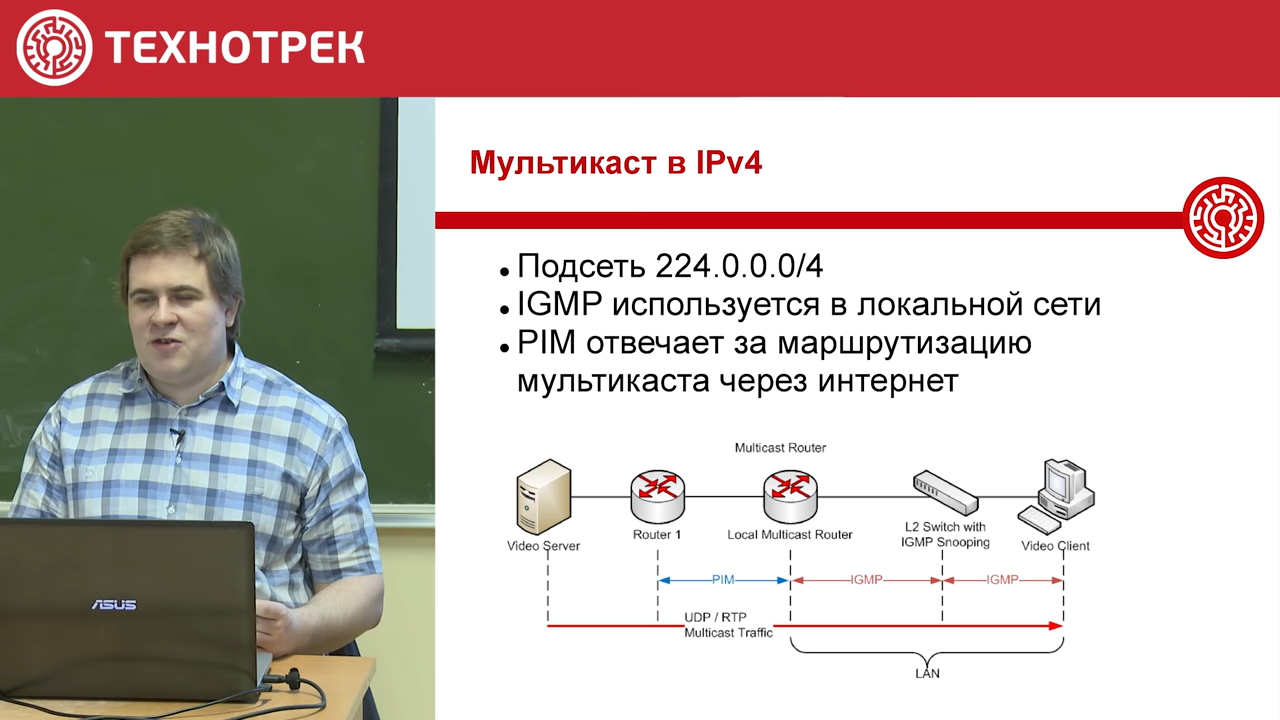 ТЕХНОТРЕК
Мультикаст в IPv4
Подсеть 224.0.0.0/4
IGMP используется в локальной сети
PIM отвечает за маршрутизацию
мультикаста через интернет
Multicast Router
Video Server
Router 1
Local Multicast Router
L2 Switch with
IGMP Snooping
Video Client
PIM
IGMP
IGMP
UDP / RTP
Multicast Traffic
LAN
ASUS